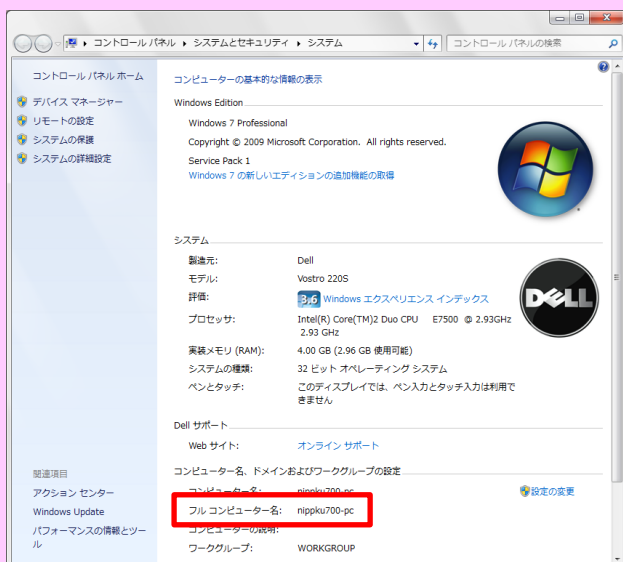 コントロール パネル ▸ システムとセキュリティ ▸ システム
コントロール パネルの検索
コントロール パネル ホーム
デバイス マネージャー
リモートの設定
システムの保護
システムの詳細設定
コンピューターの基本的な情報の表示
Windows Edition
Windows 7 Professional
Copyright © 2009 Microsoft Corporation. All rights reserved.
Service Pack 1
Windows 7 の新しいエディションの追加機能の取得
システム
製造元: Dell
モデル: Vostro 220S
評価: 3,6 Windows エクスペリエンス インデックス
DELL
プロセッサ: Intel(R) Core(TM)2 Duo CPU E7500 @ 2.93GHz
2.93 GHz
実装メモリ (RAM): 4.00 GB (2.96 GB 使用可能)
システムの種類: 32 ビット オペレーティング システム
ペンとタッチ: このディスプレイでは、ペン入力とタッチ入力は利用で
きません
Dell サポート
Web サイト: オンライン サポート
コンピューター名、ドメインおよびワークグループの設定
コンピューター名: nippku700-pc
設定の変更
フル コンピューター名: nippku700-pc
コンピューターの説明:
ワークグループ: WORKGROUP
関連項目
アクション センター
Windows Update
パフォーマンスの情報とツー
ル